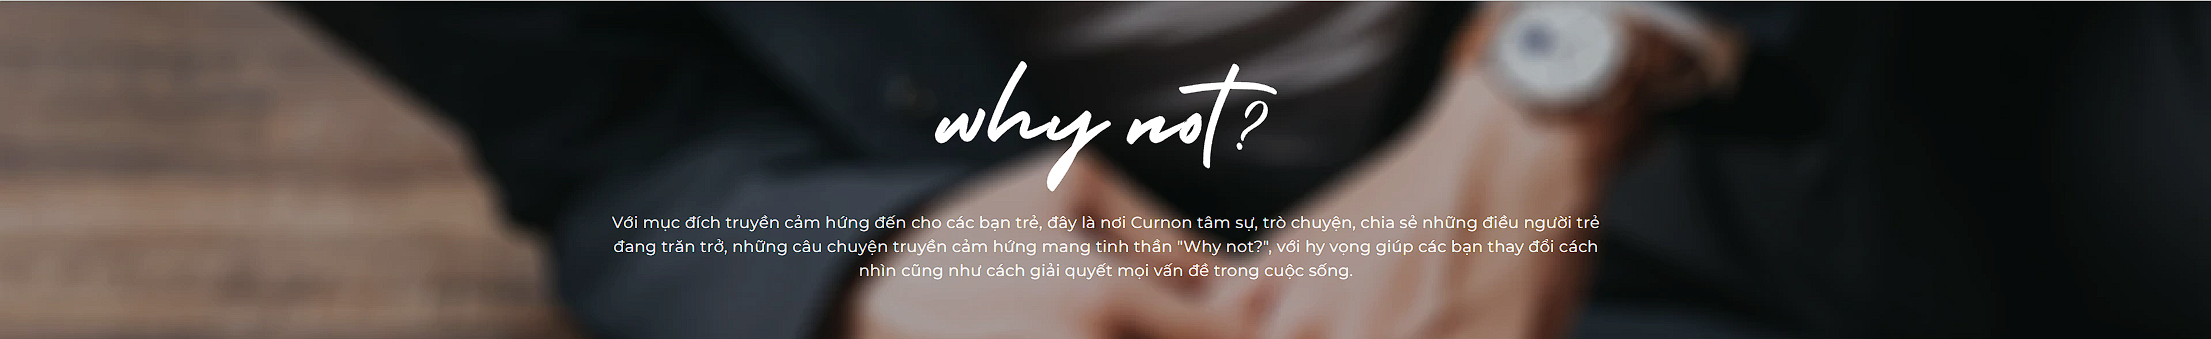 why not?
Với mục đích truyền cảm hứng đến cho các bạn trẻ, đây là nơi Curnon tâm sự, trò chuyện, chia sẻ những điều người trẻ
đang trăn trở, những câu chuyện truyền cảm hứng mang tinh thần "Why not?", với hy vọng giúp các bạn thay đổi cách
nhìn cũng như cách giải quyết mọi vấn đề trong cuộc sống.